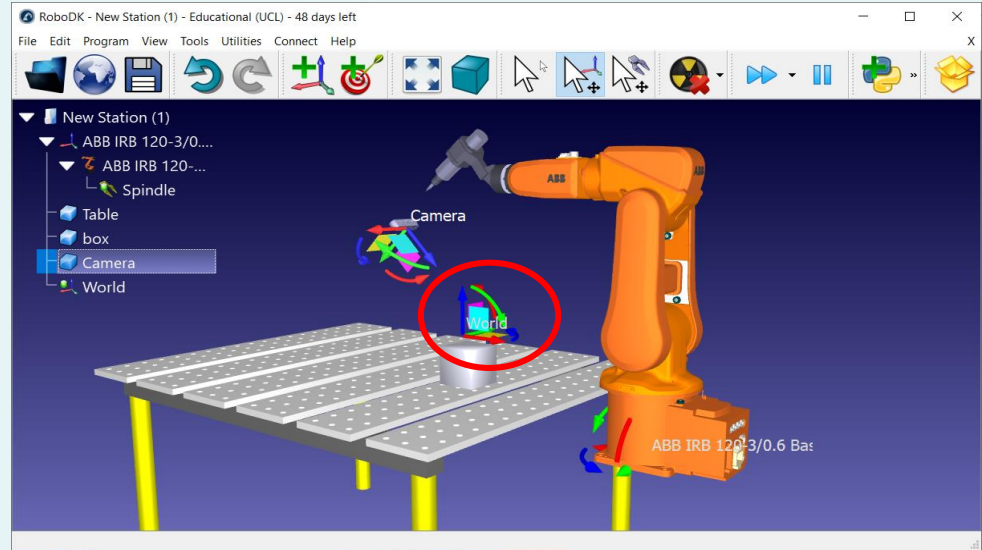 RoboDK - New Station (1) - Educational (UCL) - 48 days left
File Edit Program View Tools Utilities Connect Help X
»
New Station (1)
ABB IRB 120-3/0....
ABB IRB 120-...
Spindle
Table
box
Camera
World
ABB
ABB
Camera
World
ABB IRB 120-3/0.6 Bas